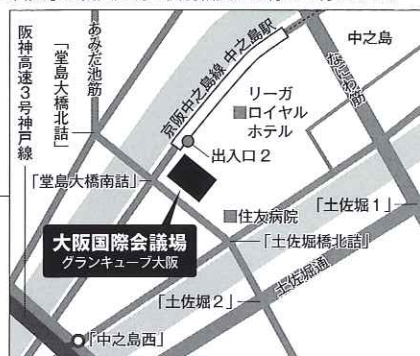 阪神高速3号神戸線
「堂島大橋北詰」
あみだ池筋
京阪中之島線 中之島駅
中之島
なにわ筋
リーガ
ロイヤル
ホテル
出入口2
「堂島大橋南詰」
住友病院
「土佐堀1」
大阪国際会議場
グランキューブ大阪
「土佐堀橋北詰」
土佐堀通
「土佐堀2」
「中之島西」